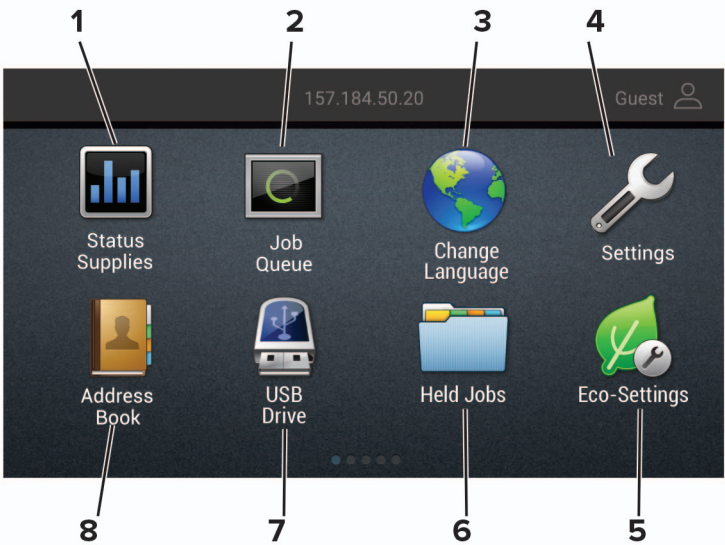 1 2 3 4
157.184.50.20 Guest
Status Supplies
Job Queue
Change Language
Settings
Address Book
USB Drive
Held Jobs
Eco-Settings
8 7 6 5